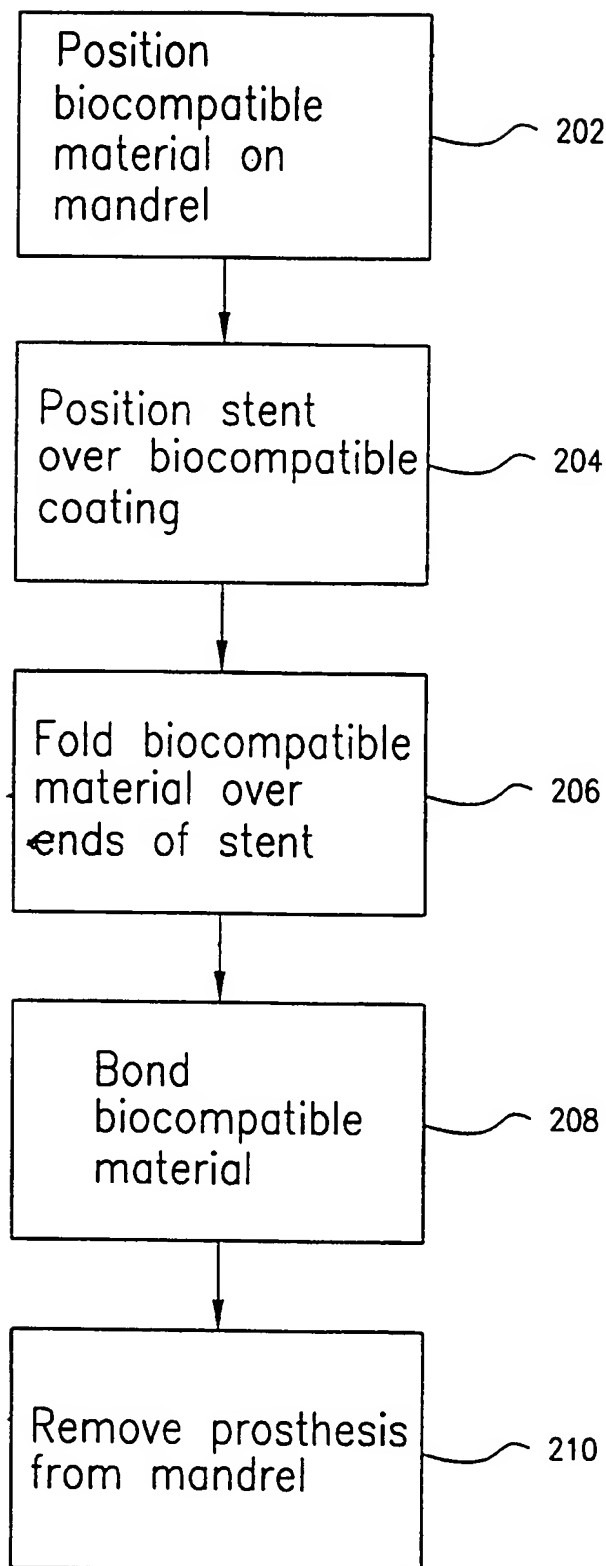 Position
biocompatible
material on
mandrel
202
Position stent
over biocompatible
coating
204
Fold biocompatible
material over
ends of stent
206
Bond
biocompatible
material
208
Remove prosthesis
from mandrel
210